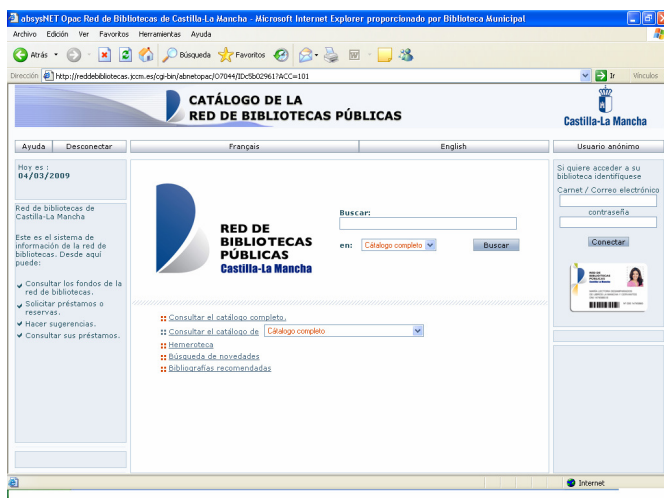 absysNET Opac Red de Bibliotecas de Castilla-La Mancha - Microsoft Internet Explorer proporcionado por Biblioteca Municipal
Archivo Edición Ver Favoritos Herramientas Ayuda
Atrás Búsqueda Favoritos
Dirección http://reddebibliotecas.jccm.es/cgi-bin/abnetopac/O7044/IDc5b02961?ACC=101 Ir Vínculos
CATÁLOGO DE LA
RED DE BIBLIOTECAS PÚBLICAS
Castilla-La Mancha
Ayuda Desconectar Français English Usuario anónimo
Hoy es :
04/03/2009
Red de bibliotecas de
Castilla-La Mancha
Este es el sistema de
información de la red de
bibliotecas. Desde aquí
puede:
Consultar los fondos de la
red de bibliotecas.
Solicitar préstamos o
reservas.
Hacer sugerencias.
Consultar sus préstamos.
RED DE
BIBLIOTECAS
PÚBLICAS
Castilla-La Mancha
Buscar:
en: Cátalogo completo Buscar
Consultar el catálogo completo.
Consultar el catálogo de Cátalogo completo
Hemeroteca
Búsqueda de novedades
Bibliografías recomendadas
Si quiere acceder a su
biblioteca identifíquese
Carnet / Correo electrónico
contraseña
Conectar
Internet